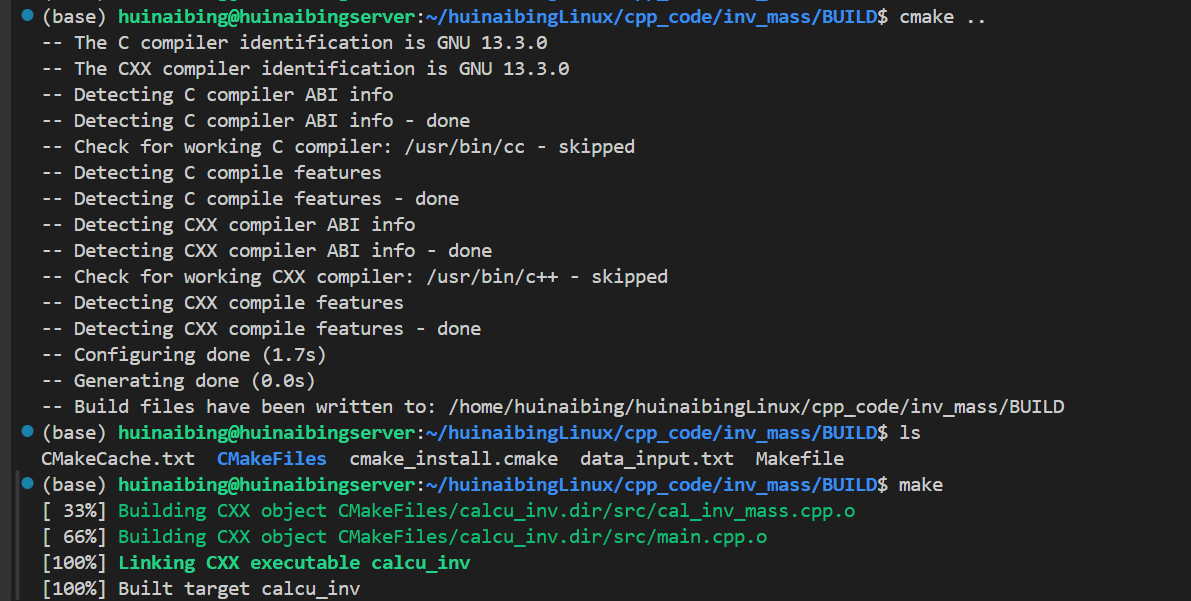 (base) huinaibing@huinaibingserver:~/huinaibingLinux/cpp_code/inv_mass/BUILD$ cmake ..
-- The C compiler identification is GNU 13.3.0
-- The CXX compiler identification is GNU 13.3.0
-- Detecting C compiler ABI info
-- Detecting C compiler ABI info - done
-- Check for working C compiler: /usr/bin/cc - skipped
-- Detecting C compile features
-- Detecting C compile features - done
-- Detecting CXX compiler ABI info
-- Detecting CXX compiler ABI info - done
-- Check for working CXX compiler: /usr/bin/c++ - skipped
-- Detecting CXX compile features
-- Detecting CXX compile features - done
-- Configuring done (1.7s)
-- Generating done (0.0s)
-- Build files have been written to: /home/huinaibing/huinaibingLinux/cpp_code/inv_mass/BUILD
(base) huinaibing@huinaibingserver:~/huinaibingLinux/cpp_code/inv_mass/BUILD$ ls
CMakeCache.txt  CMakeFiles  cmake_install.cmake  data_input.txt  Makefile
(base) huinaibing@huinaibingserver:~/huinaibingLinux/cpp_code/inv_mass/BUILD$ make
[ 33%] Building CXX object CMakeFiles/calcu_inv.dir/src/cal_inv_mass.cpp.o
[ 66%] Building CXX object CMakeFiles/calcu_inv.dir/src/main.cpp.o
[100%] Linking CXX executable calcu_inv
[100%] Built target calcu_inv